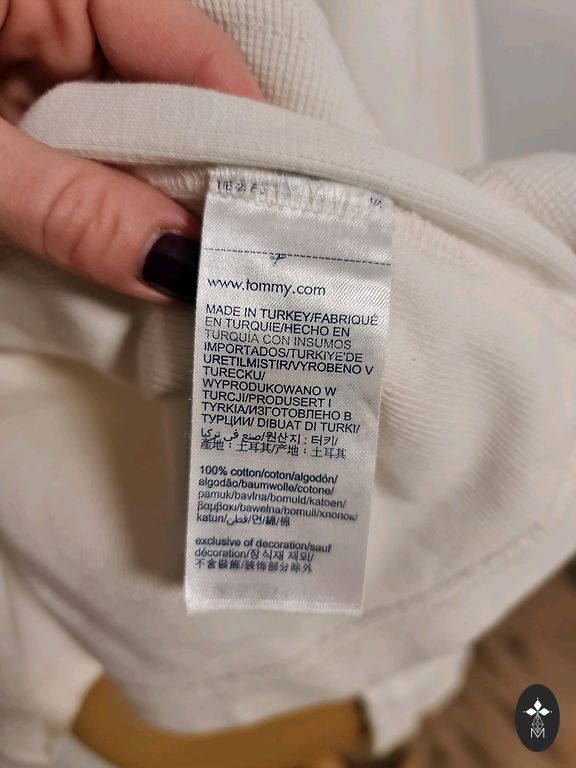 www.tommy.com
MADE IN TURKEY/FABRIQUÉ
EN TURQUIE/HECHO EN
TURQUÍA CON INSUMOS
IMPORTADOS/TURKIYE'DE
URETILMISTIR/VYROBENO V
TURECKU/
WYPRODUKOWANO W
TURCJI/PRODUSERT I
TYRKIA/ИЗГОТОВЛЕНО В
ТУРЦИИ/ DIBUAT DI TURKI/
صنع في تركيا/원산지 : 터키/
產地 : 土耳其/产地 : 土耳其
100% cotton/coton/algodón/
algodão/baumwolle/cotone/
pamuk/bavlna/bomuld/katoen/
βαμβακι/bawełna/bomull/хлопок/
katun/قطن/면/綿/棉
exclusive of decoration/sauf
décoration/장식재 제외/
不含裝飾/装饰部分除外
M